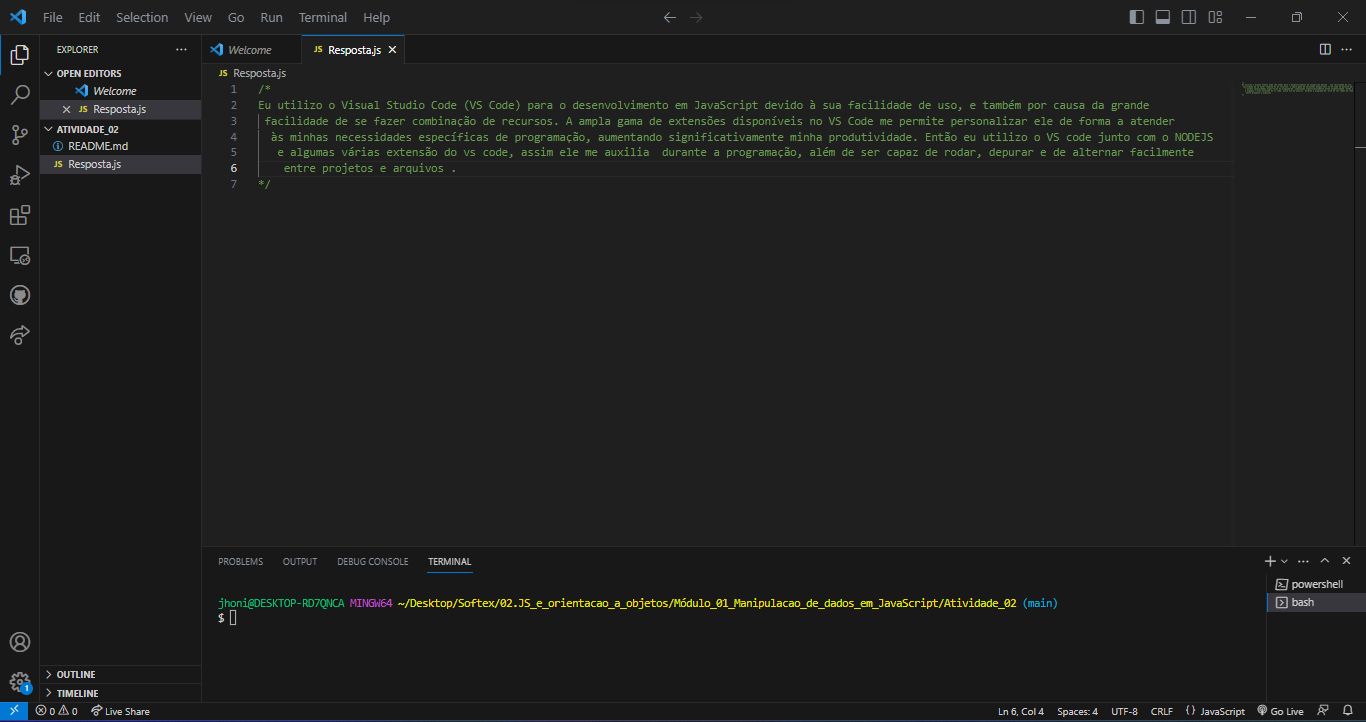 File Edit Selection View Go Run Terminal Help
EXPLORER
Welcome
JS Resposta.js
OPEN EDITORS
Welcome
JS Resposta.js
ATIVIDADE_02
README.md
JS Resposta.js
JS Resposta.js
1 /*
2 Eu utilizo o Visual Studio Code (VS Code) para o desenvolvimento em JavaScript devido à sua facilidade de uso, e também por causa da grande
3 facilidade de se fazer combinação de recursos. A ampla gama de extensões disponíveis no VS Code me permite personalizar ele de forma a atender
4 às minhas necessidades específicas de programação, aumentando significativamente minha produtividade. Então eu utilizo o VS code junto com o NODEJS
5 e algumas várias extensão do vs code, assim ele me auxilia  durante a programação, além de ser capaz de rodar, depurar e de alternar facilmente
6 entre projetos e arquivos .
7 */
PROBLEMS OUTPUT DEBUG CONSOLE TERMINAL
powershell
bash
jhoni@DESKTOP-RD7QNCA MINGW64 ~/Desktop/Softex/02.JS_e_orientacao_a_objetos/Módulo_01_Manipulacao_de_dados_em_JavaScript/Atividade_02 (main)
$
OUTLINE
TIMELINE
1
0 0 Live Share
Ln 6, Col 4 Spaces: 4 UTF-8 CRLF {} JavaScript Go Live